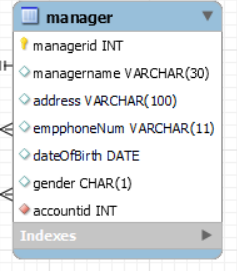 manager
managerid INT
managername VARCHAR(30)
address VARCHAR(100)
empphoneNum VARCHAR(11)
dateOfBirth DATE
gender CHAR(1)
accountid INT
Indexes